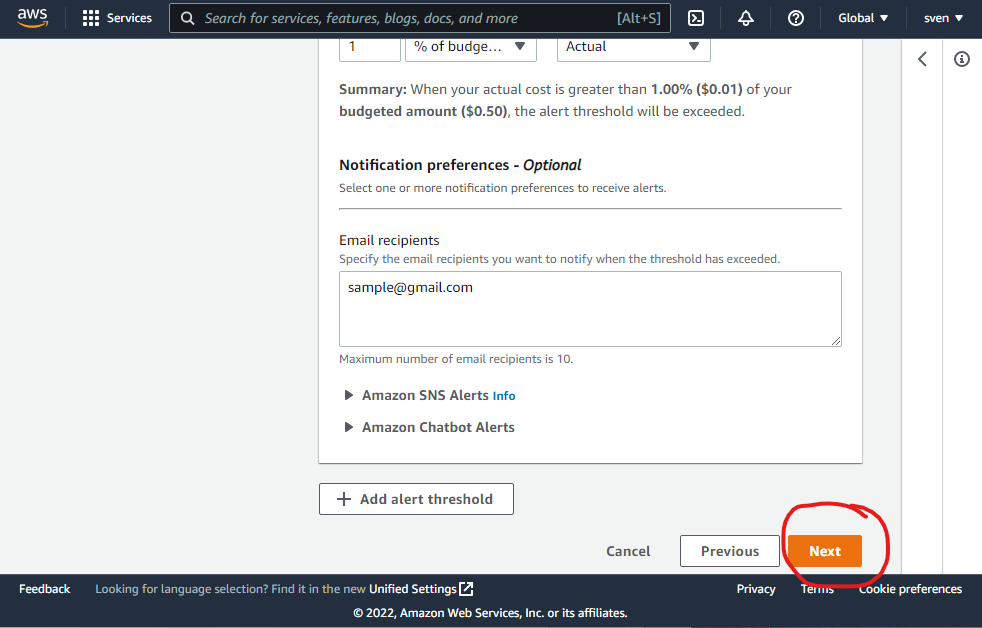 aws Services Search for services, features, blogs, docs, and more [Alt+S] Global sven
1 % of budge... Actual
Summary: When your actual cost is greater than 1.00% ($0.01) of your
budgeted amount ($0.50), the alert threshold will be exceeded.
Notification preferences - Optional
Select one or more notification preferences to receive alerts.
Email recipients
Specify the email recipients you want to notify when the threshold has exceeded.
sample@gmail.com
Maximum number of email recipients is 10.
Amazon SNS Alerts Info
Amazon Chatbot Alerts
Add alert threshold
Cancel Previous Next
Feedback Looking for language selection? Find it in the new Unified Settings Privacy Terms Cookie preferences
© 2022, Amazon Web Services, Inc. or its affiliates.